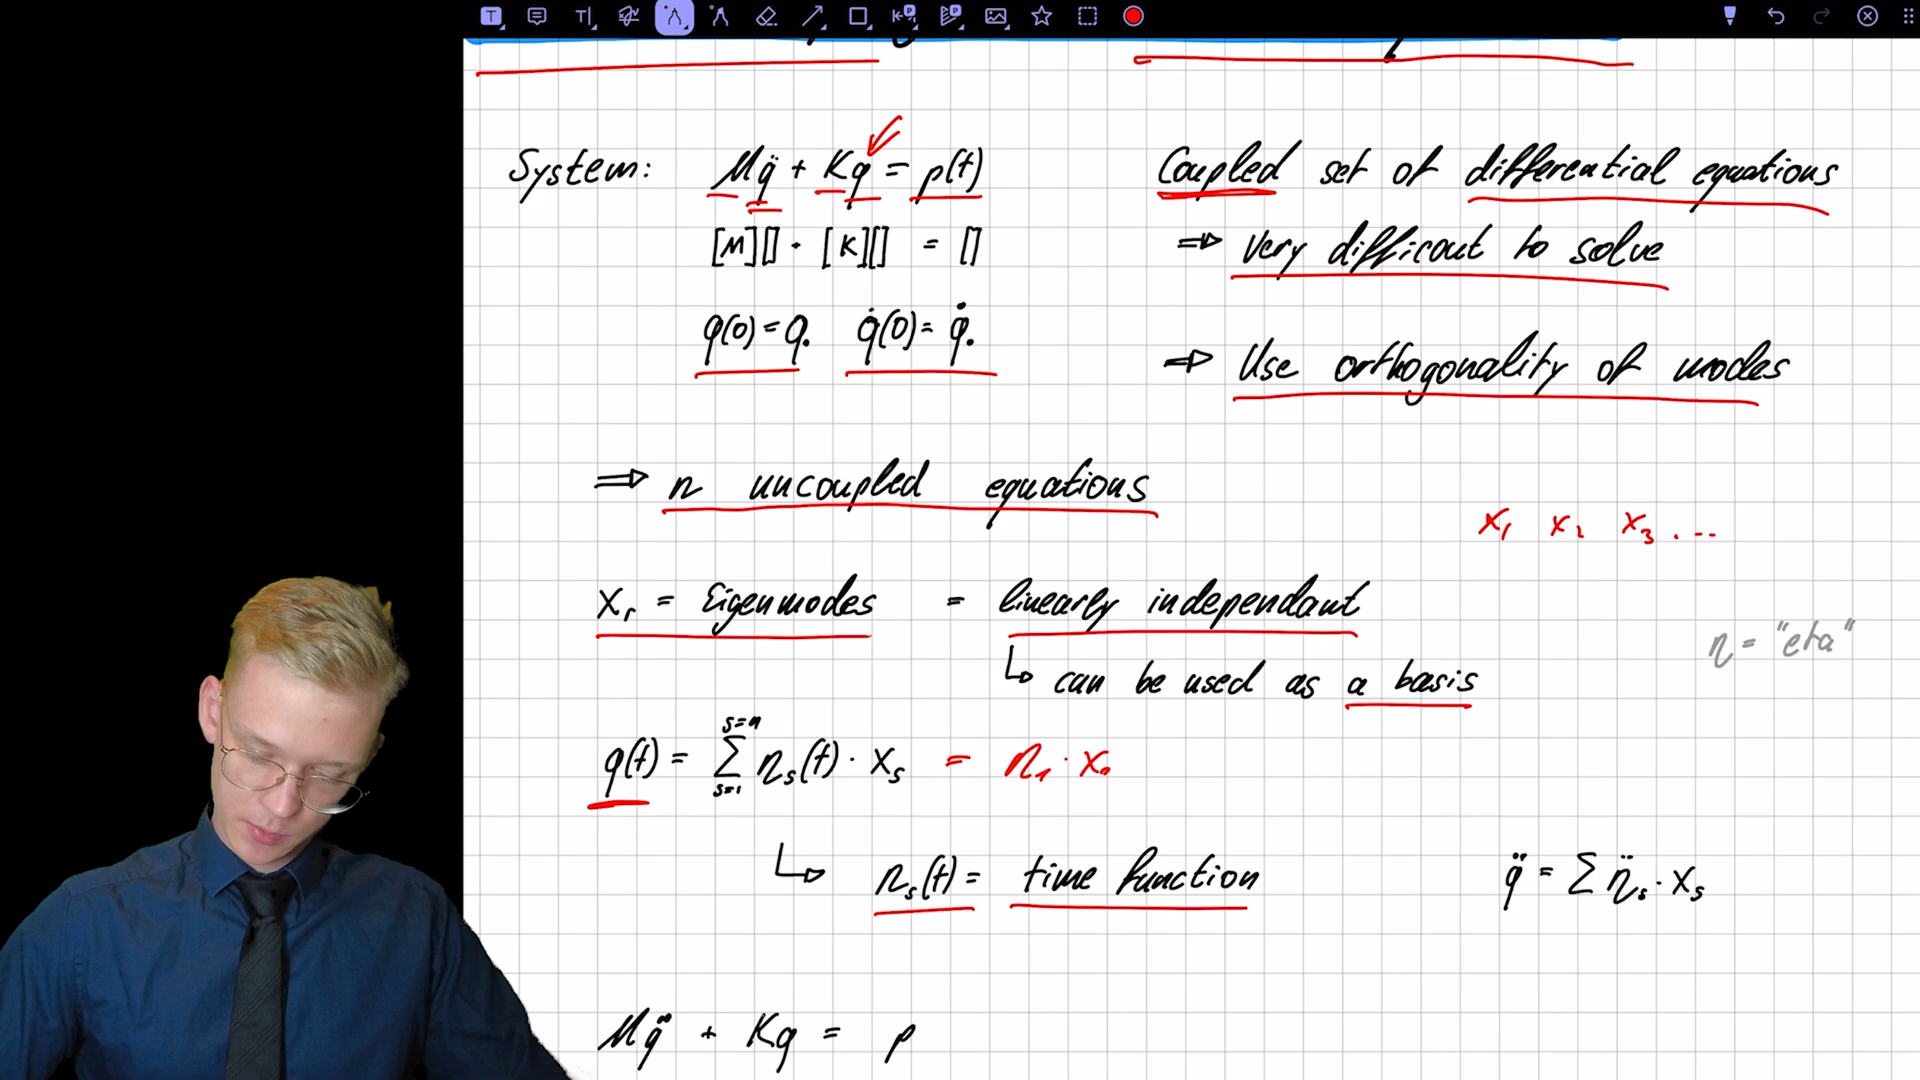 System: Mq̈ + Kq = p(t)
[M][] + [K][] = []
q(0) = q₀ q̇(0) = q̇₀
Coupled set of differential equations
⇒ very difficout to solve
⇒ Use orthogonality of modes
⇒ n uncoupled equations
x₁ x₂ x₃ ...
xᵣ = Eigenmodes = linearly independant
↳ can be used as a basis
η = "eta"
q(t) = Σ ηₛ(t) · xₛ = η₁ · x
s=n
s=1
↳ ηₛ(t) = time function
q̈ = Σ η̈ₛ · xₛ
Mq̈ + Kq = p